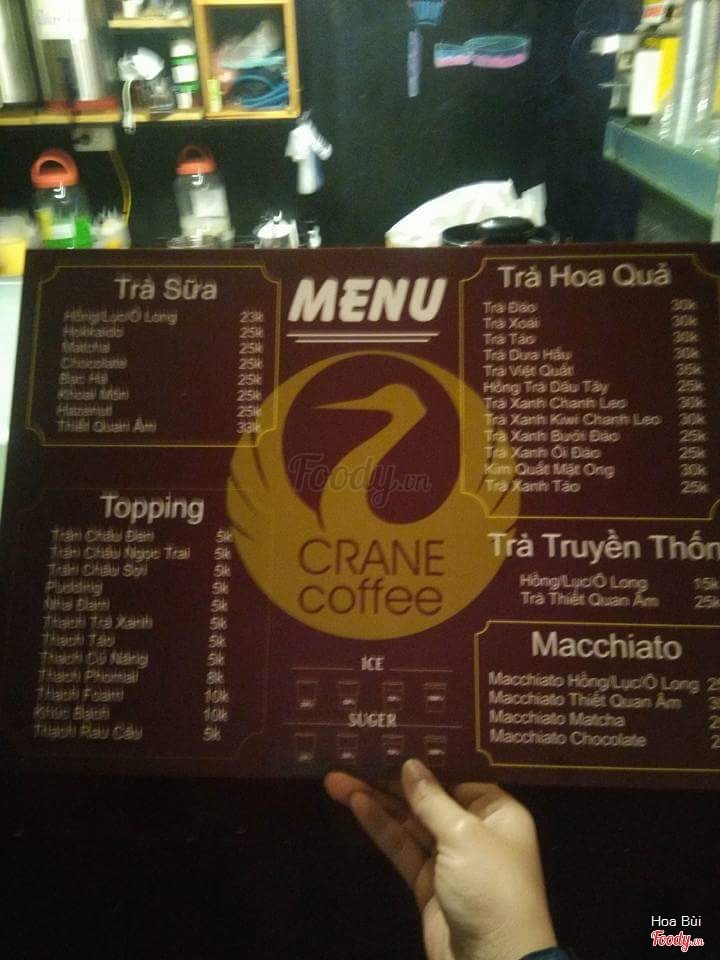 MENU
Trà Sữa
Hồng/Lục/Ô Long 23k
Hokkaido 25k
Matcha 25k
Chocolate 25k
Bạc Hà 25k
Khoai Môn 25k
Hazenut 25k
Thiết Quan Âm 33k
Topping
Trân Châu Đen 5k
Trân Châu Ngọc Trai 5k
Trân Châu Sợi 5k
Pudding 5k
Nha Đam 5k
Thạch Trà Xanh 5k
Thạch Táo 5k
Thạch Củ Năng 5k
Thạch Phomai 8k
Thạch Foam 10k
Khúc Bạch 10k
Thạch Rau Câu 5k
Foody.vn
CRANE
coffee
ICE
SUGER
Trà Hoa Quả
Trà Đào 30k
Trà Xoài 30k
Trà Táo 30k
Trà Dưa Hấu 30k
Trà Việt Quất 35k
Hồng Trà Dâu Tây 25k
Trà Xanh Chanh Leo 30k
Trà Xanh Kiwi Chanh Leo 30k
Trà Xanh Bưởi Đào 25k
Trà Xanh Ổi Đào 25k
Kim Quất Mật Ong 30k
Trà Xanh Táo 25k
Trà Truyền Thốn
Hồng/Lục/Ô Long 15k
Trà Thiết Quan Âm 25k
Macchiato
Macchiato Hồng/Lục/Ô Long
Macchiato Thiết Quan Âm
Macchiato Matcha
Macchiato Chocolate
Hoa Bùi
Foody.vn